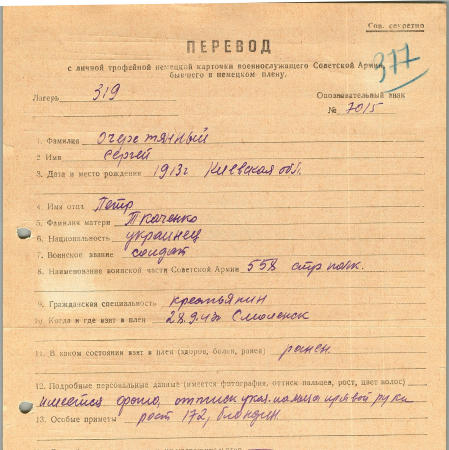 Сов. секретно
ПЕРЕВОД
с личной трофейной немецкой карточки военнослужащего Советской Армии,
бывшего в немецком плену.
377
Лагерь 319
Опознавательный знак
№ 7015
1. Фамилия Очеретянный
2 Имя Сергей
3. Дата и место рождения 1913г Киевская обл.
4. Имя отца Петр
5. Фамилия матери Ткаченко
6. Национальность украинец
7. Воинское звание солдат
8. Наименование воинской части Советской Армии 558 стр полк.
9. Гражданская специальность крестьянин
10. Когда и где взят в плен 28.9.43г Смоленск
11. В каком состоянии взят в плен (здоров, болен, ранен) ранен
12. Подробные персональные данные (имеется фотография, оттиск пальцев, рост, цвет волос)
имеется фото, оттиск указ. пальца правой руки
13. Особые приметы рост 172, блондин